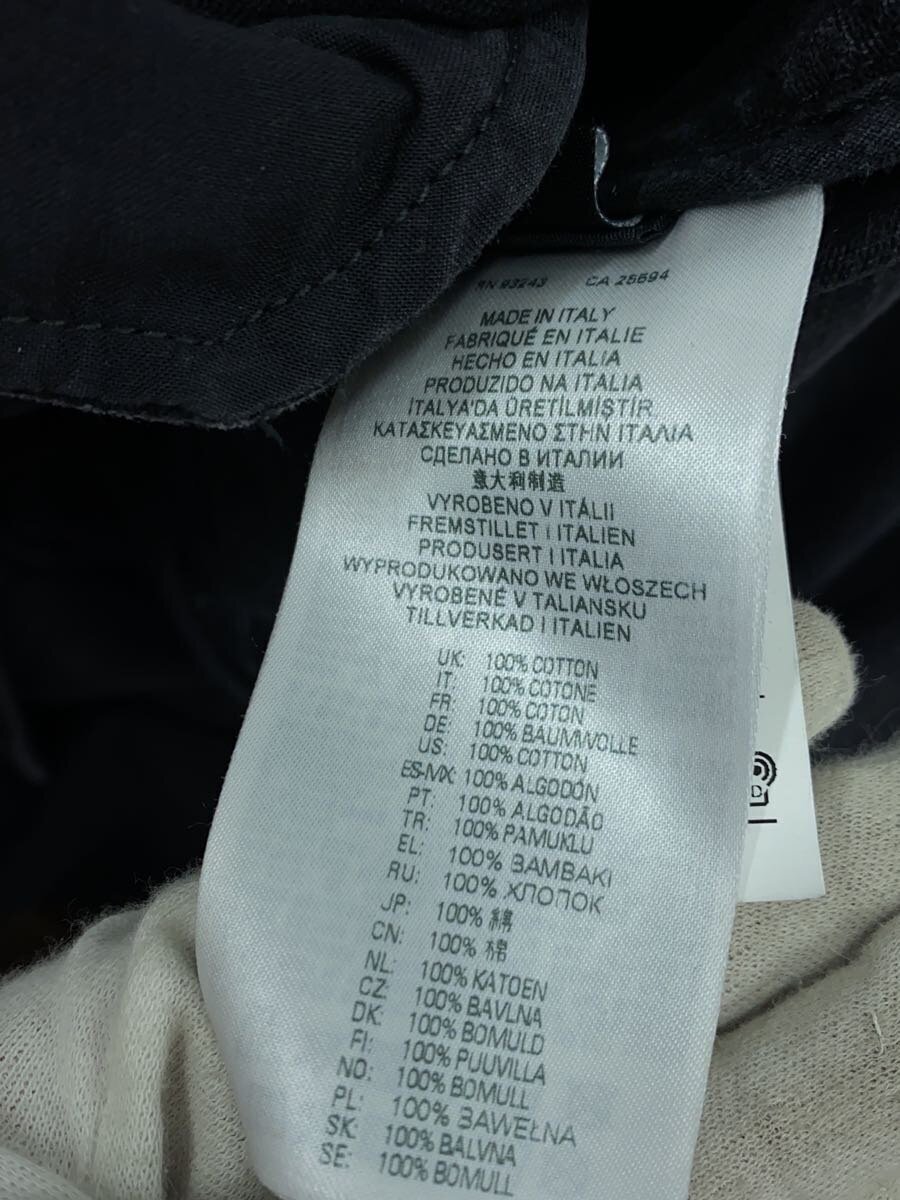 RN 93243 CA 25694
MADE IN ITALY
FABRIQUÉ EN ITALIE
HECHO EN ITALIA
PRODUZIDO NA ITALIA
İTALYA'DA ÜRETİLMİŞTİR
ΚΑΤΑΣΚΕΥΑΣΜΕΝΟ ΣΤΗΝ ΙΤΑΛΙΑ
СДЕЛАНО В ИТАЛИИ
意大利制造
VYROBENO V ITÁLII
FREMSTILLET I ITALIEN
PRODUSERT I ITALIA
WYPRODUKOWANO WE WŁOSZECH
VYROBENÉ V TALIANSKU
TILLVERKAD I ITALIEN
UK: 100% COTTON
IT: 100% COTONE
FR: 100% COTON
DE: 100% BAUMWOLLE
US: 100% COTTON
ES-MX: 100% ALGODÓN
PT: 100% ALGODÃO
TR: 100% PAMUKLU
EL: 100% ΒΑΜΒΑΚΙ
RU: 100% ХЛОПОК
JP: 100% 綿
CN: 100% 棉
NL: 100% KATOEN
CZ: 100% BAVLNA
DK: 100% BOMULD
FI: 100% PUUVILLA
NO: 100% BOMULL
PL: 100% BAWEŁNA
SK: 100% BALVNA
SE: 100% BOMULL
D